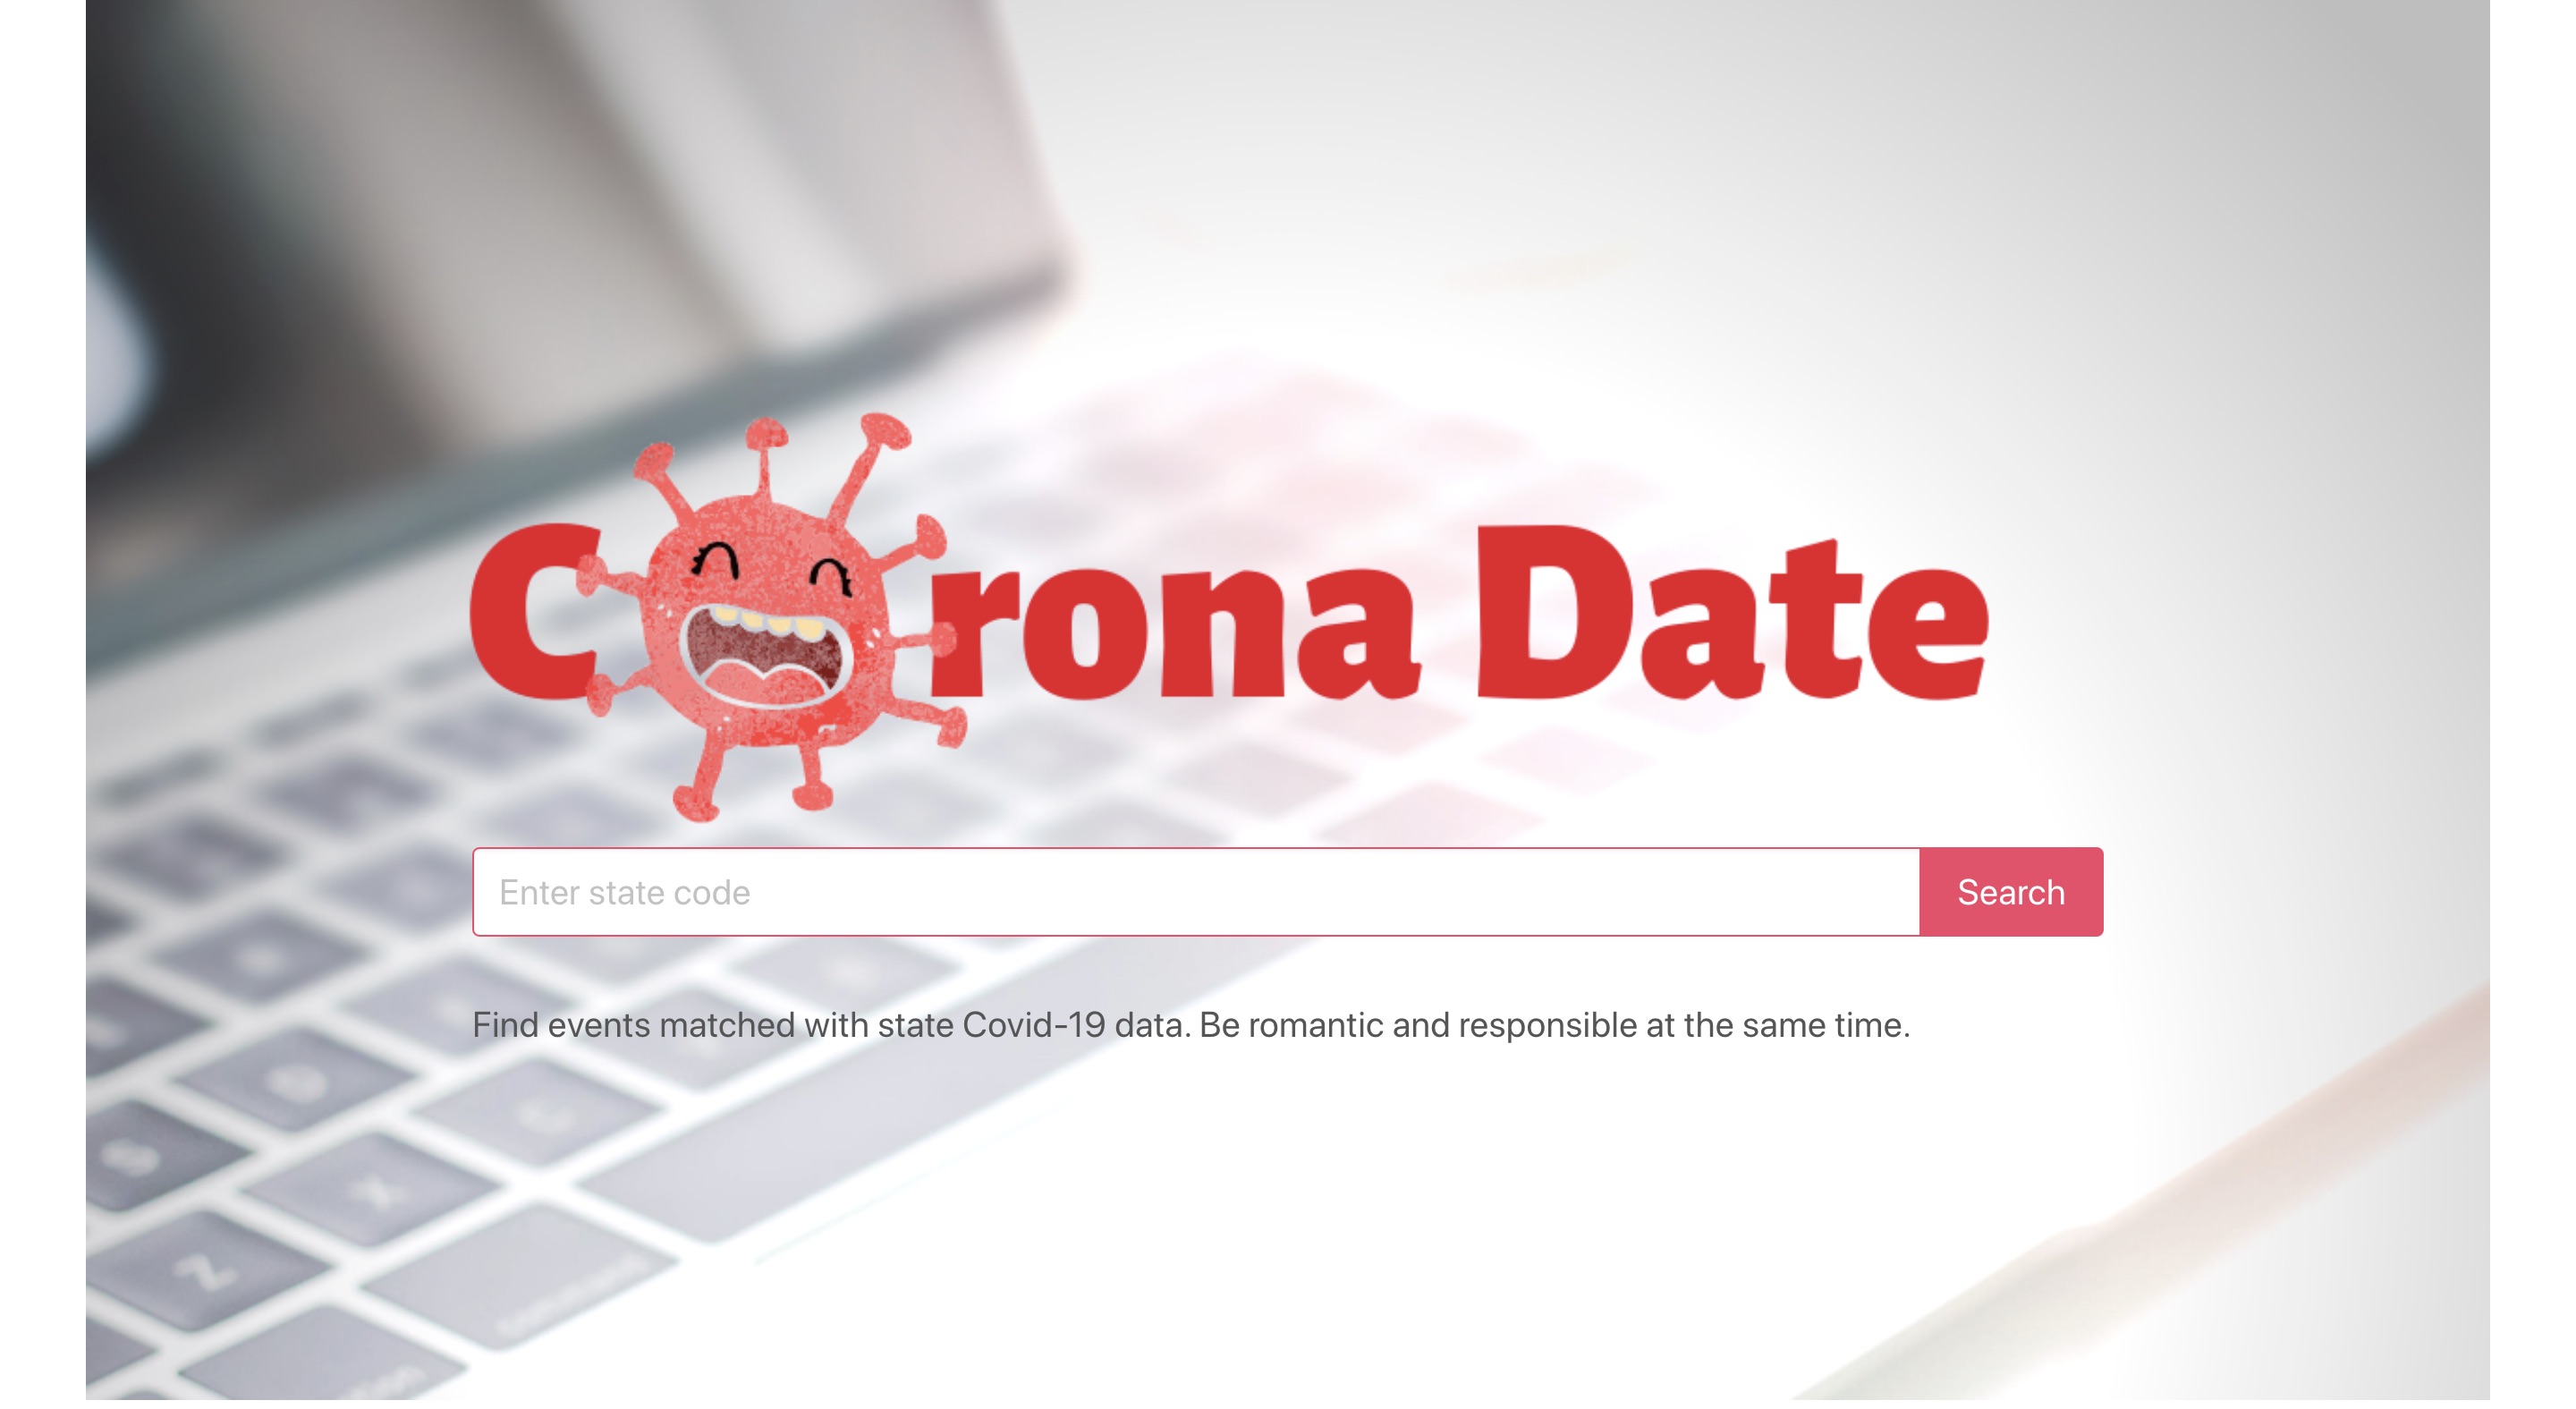 Corona Date
Enter state code
Search
Find events matched with state Covid-19 data. Be romantic and responsible at the same time.
S
X
Z
command